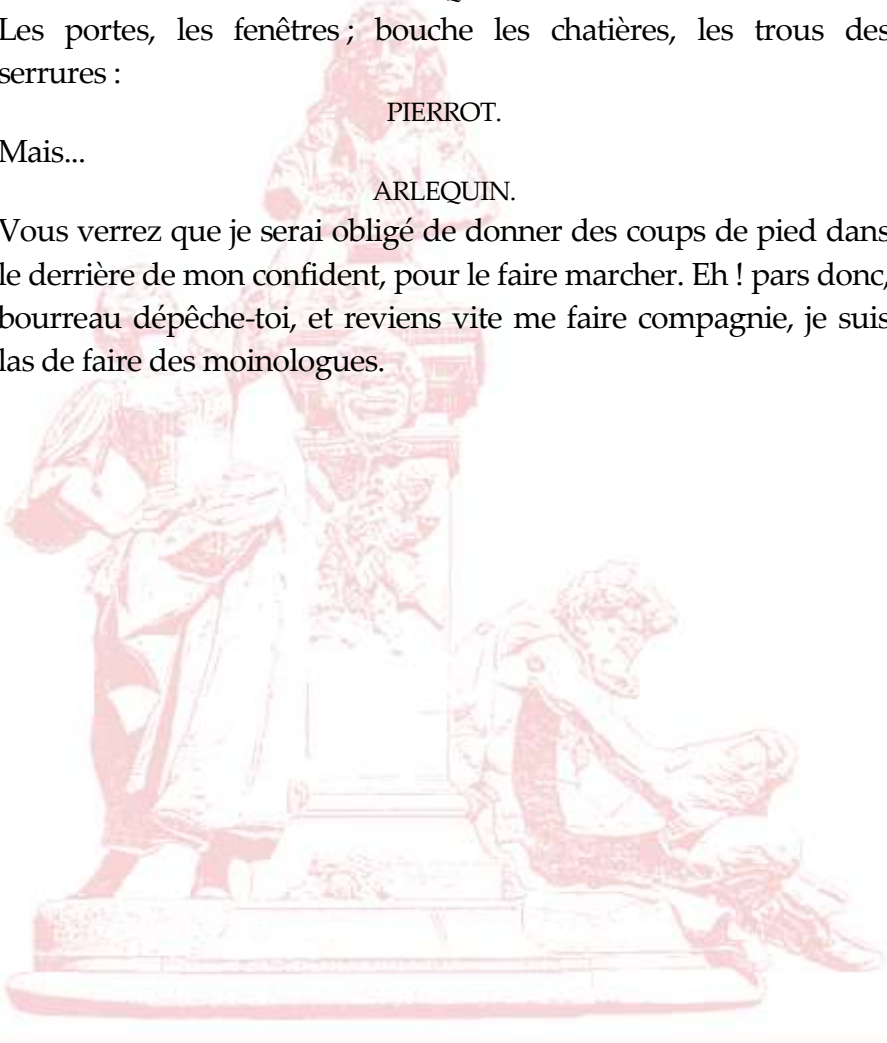 Les portes, les fenêtres ; bouche les chatières, les trous des
serrures :
PIERROT.
Mais...
ARLEQUIN.
Vous verrez que je serai obligé de donner des coups de pied dans
le derrière de mon confident, pour le faire marcher. Eh ! pars donc,
bourreau dépêche-toi, et reviens vite me faire compagnie, je suis
las de faire des moinologues.